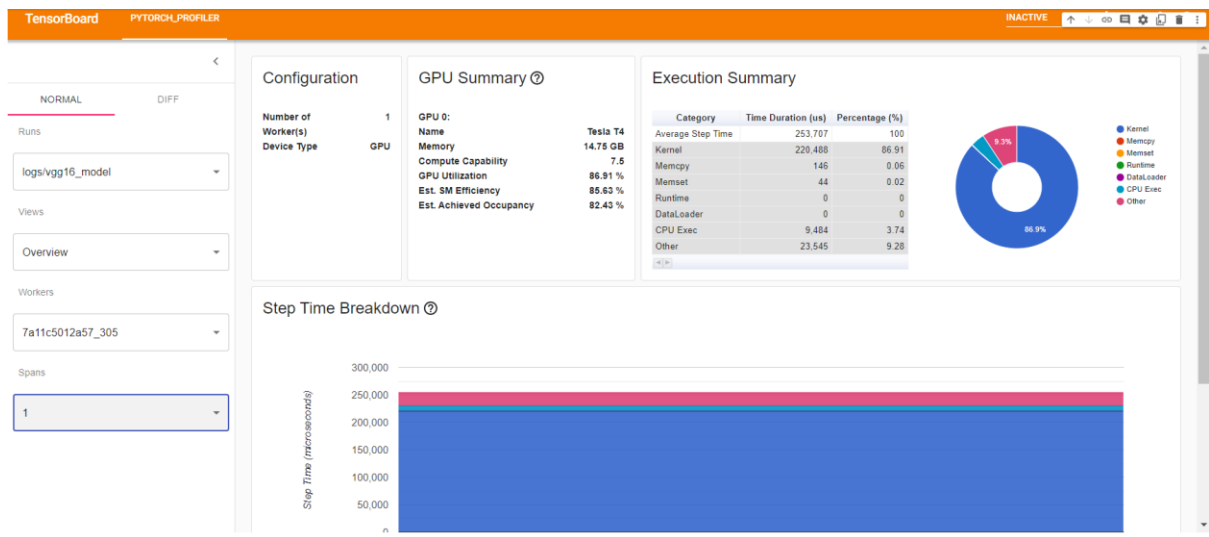 TensorBoard PYTORCH_PROFILER INACTIVE
NORMAL DIFF
Runs
logs/vgg16_model
Views
Overview
Workers
7a11c5012a57_305
Spans
1
Configuration
Number of Worker(s) 1
Device Type GPU
GPU Summary
GPU 0:
Name Tesla T4
Memory 14.75 GB
Compute Capability 7.5
GPU Utilization 86.91 %
Est. SM Efficiency 85.63 %
Est. Achieved Occupancy 82.43 %
Execution Summary
Category Time Duration (us) Percentage (%)
Average Step Time 253,707 100
Kernel 220,488 86.91
Memcpy 146 0.06
Memset 44 0.02
Runtime 0 0
DataLoader 0 0
CPU Exec 9,484 3.74
Other 23,545 9.28
9.3%
86.9%
Kernel
Memcpy
Memset
Runtime
DataLoader
CPU Exec
Other
Step Time Breakdown
Step Time (microseconds)
300,000
250,000
200,000
150,000
100,000
50,000
0